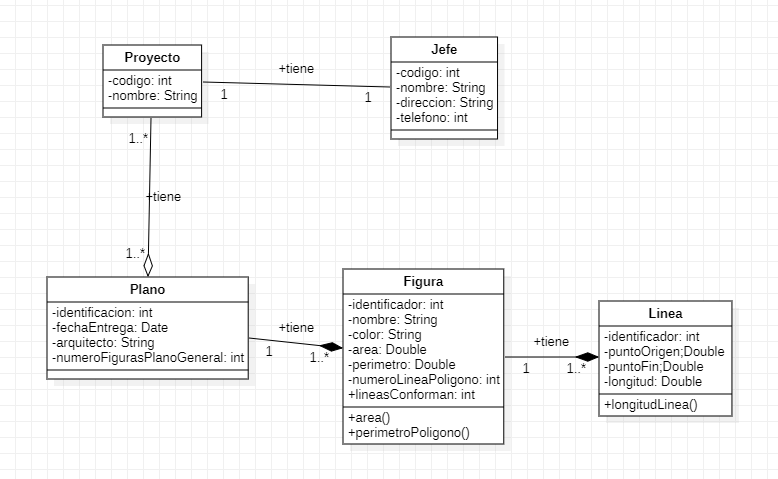 Proyecto
-codigo: int
-nombre: String
+tiene
1
1
Jefe
-codigo: int
-nombre: String
-direccion: String
-telefono: int
1..*
+tiene
1..*
Plano
-identificacion: int
-fechaEntrega: Date
-arquitecto: String
-numeroFigurasPlanoGeneral: int
+tiene
1
1..*
Figura
-identificador: int
-nombre: String
-color: String
-area: Double
-perimetro: Double
-numeroLineaPoligono: int
+lineasConforman: int
+area()
+perimetroPoligono()
+tiene
1
1..*
Linea
-identificador: int
-puntoOrigen;Double
-puntoFin;Double
-longitud: Double
+longitudLinea()